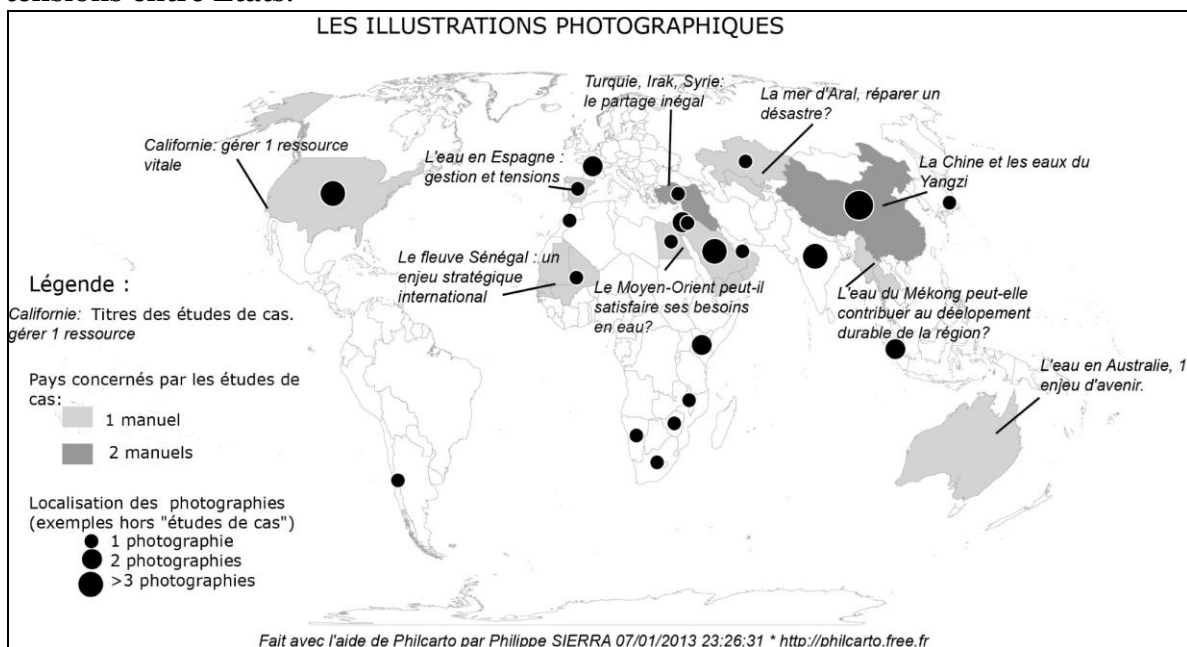 tensions entre États.
LES ILLUSTRATIONS PHOTOGRAPHIQUES
Turquie, Irak, Syrie:
le partage inégal
La mer d'Aral, réparer un
désastre?
Californie: gérer 1 ressource
vitale
L'eau en Espagne :
gestion et tensions
La Chine et les eaux du
Yangzi
Le fleuve Sénégal : un
enjeu stratégique
international
Le Moyen-Orient peut-il
satisfaire ses besoins
en eau?
L'eau du Mékong peut-elle
contribuer au déelopement
durable de la région?
L'eau en Australie, 1
enjeu d'avenir.
Légende :
Californie: Titres des études de cas.
gérer 1 ressource
Pays concernés par les études de
cas:
1 manuel
2 manuels
Localisation des photographies
(exemples hors "études de cas")
1 photographie
2 photographies
>3 photographies
Fait avec l'aide de Philcarto par Philippe SIERRA 07/01/2013 23:26:31 * http://philcarto.free.fr